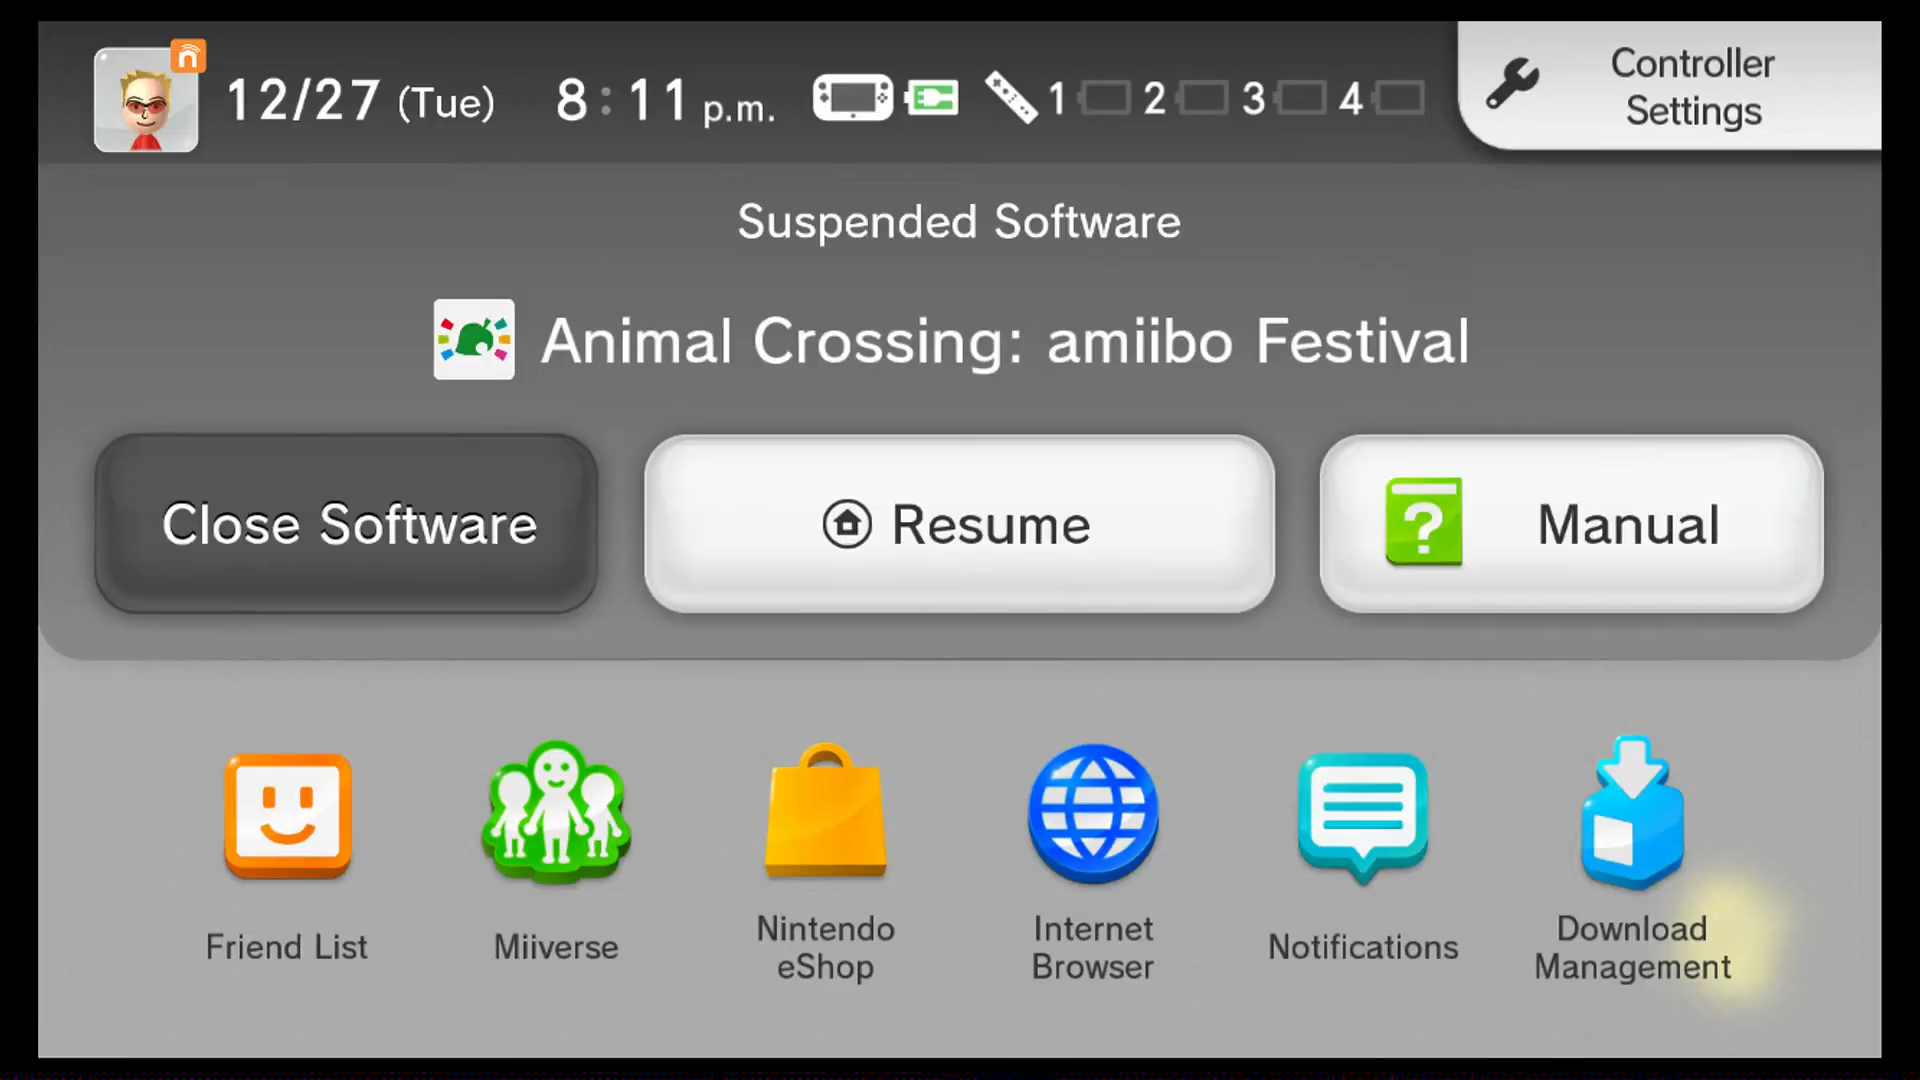 12/27 (Tue) 8:11 p.m. 1 2 3 4
Controller
Settings
Suspended Software
Animal Crossing: amiibo Festival
Close Software
Resume
? Manual
Friend List
Miiverse
Nintendo
eShop
Internet
Browser
Notifications
Download
Management